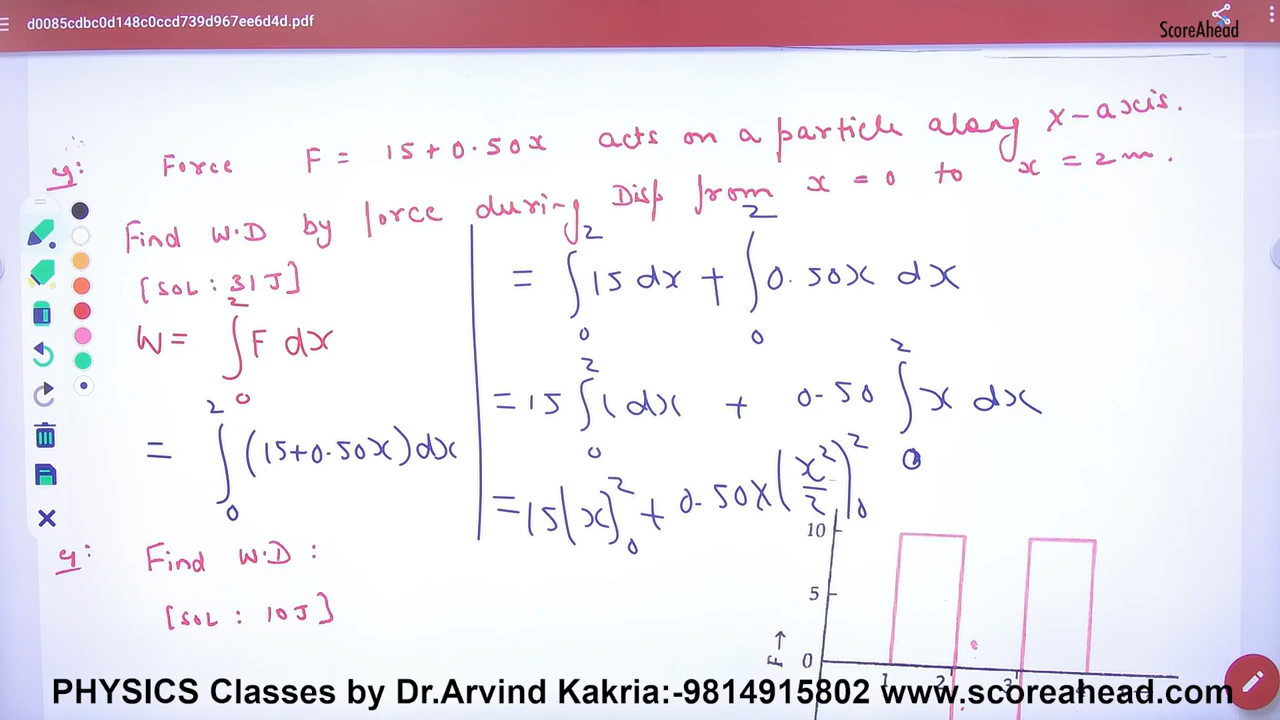 d0085cdbc0d148c0ccd739d967ee6d4d.pdf
ScoreAhead
eg: Force F = 15 + 0.50x acts on a particle along x-axis.
Find W.D by force during Disp from x = 0 to x = 2m.
[SOL : 31J]
W = ∫₀² F dx
= ∫₀² (15+0.50x) dx
= ∫₀² 15 dx + ∫₀² 0.50x dx
= 15 ∫₀² 1 dx + 0.50 ∫₀² x dx
= 15 (x)₀² + 0.50 x (x²/2)₀²
eg: Find W.D :
[SOL : 10J]
10
5
0
F →
1 2 3 4
PHYSICS Classes by Dr.Arvind Kakria:-9814915802 www.scoreahead.com